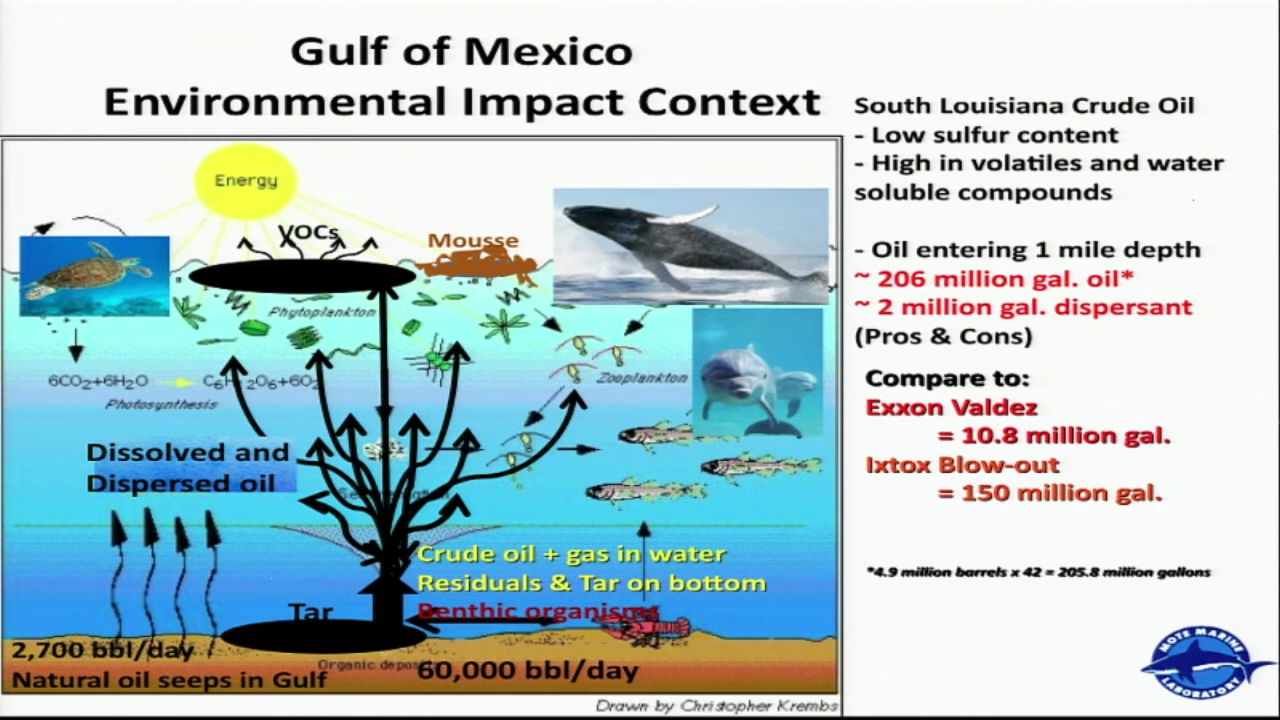 Gulf of Mexico
Environmental Impact Context
South Louisiana Crude Oil
- Low sulfur content
- High in volatiles and water
soluble compounds
- Oil entering 1 mile depth
~ 206 million gal. oil*
~ 2 million gal. dispersant
(Pros & Cons)
Compare to:
Exxon Valdez
= 10.8 million gal.
Ixtox Blow-out
= 150 million gal.
*4.9 million barrels x 42 = 205.8 million gallons
Energy
VOCs
Mousse
Phytoplankton
6CO2+6H2O
C6H12O6+6O2
Photosynthesis
Zooplankton
Dissolved and
Dispersed oil
Crude oil + gas in water
Residuals & Tar on bottom
Benthic organisms
Tar
2,700 bbl/day
Natural oil seeps in Gulf
Organic
60,000 bbl/day
Drawn by Christopher Krembs
MOTE MARINE
LABORATORY